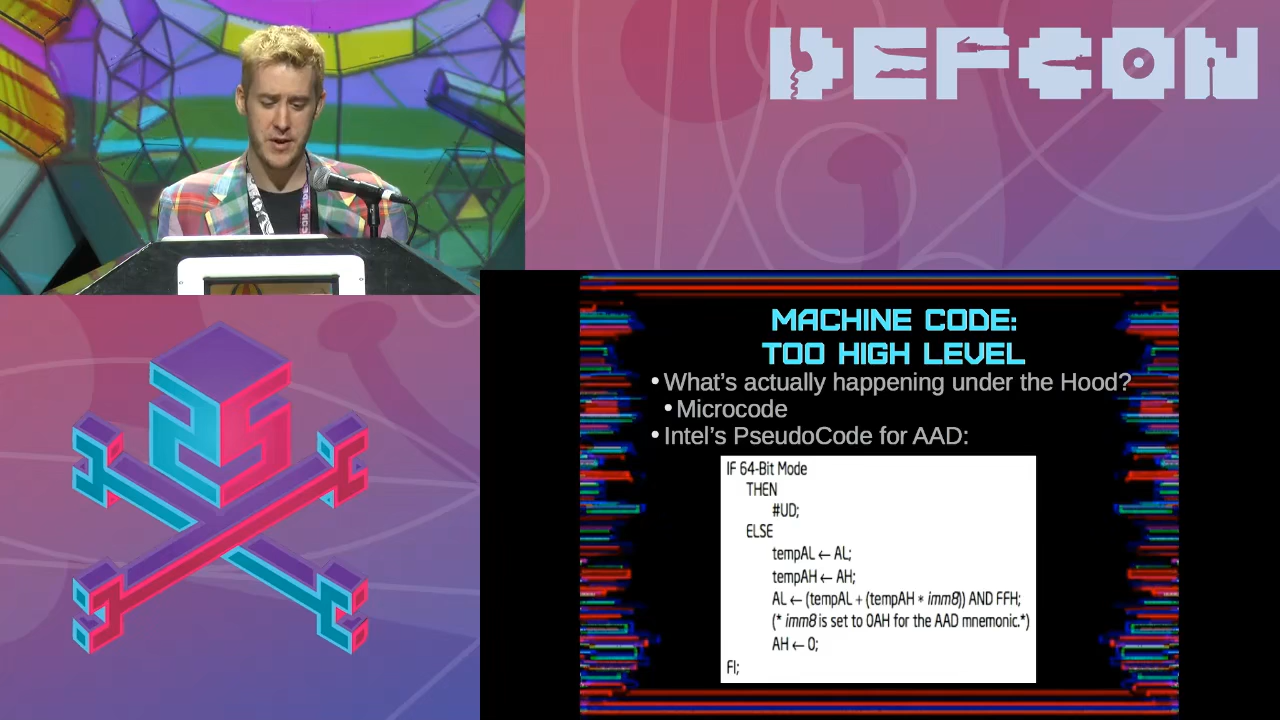 DEFCON
MACHINE CODE:
TOO HIGH LEVEL
•What's actually happening under the Hood?
•Microcode
•Intel's PseudoCode for AAD:
IF 64-Bit Mode
THEN
#UD;
ELSE
tempAL ← AL;
tempAH ← AH;
AL ← (tempAL + (tempAH * imm8)) AND FFH;
(* imm8 is set to 0AH for the AAD mnemonic.*)
AH ← 0;
FI;